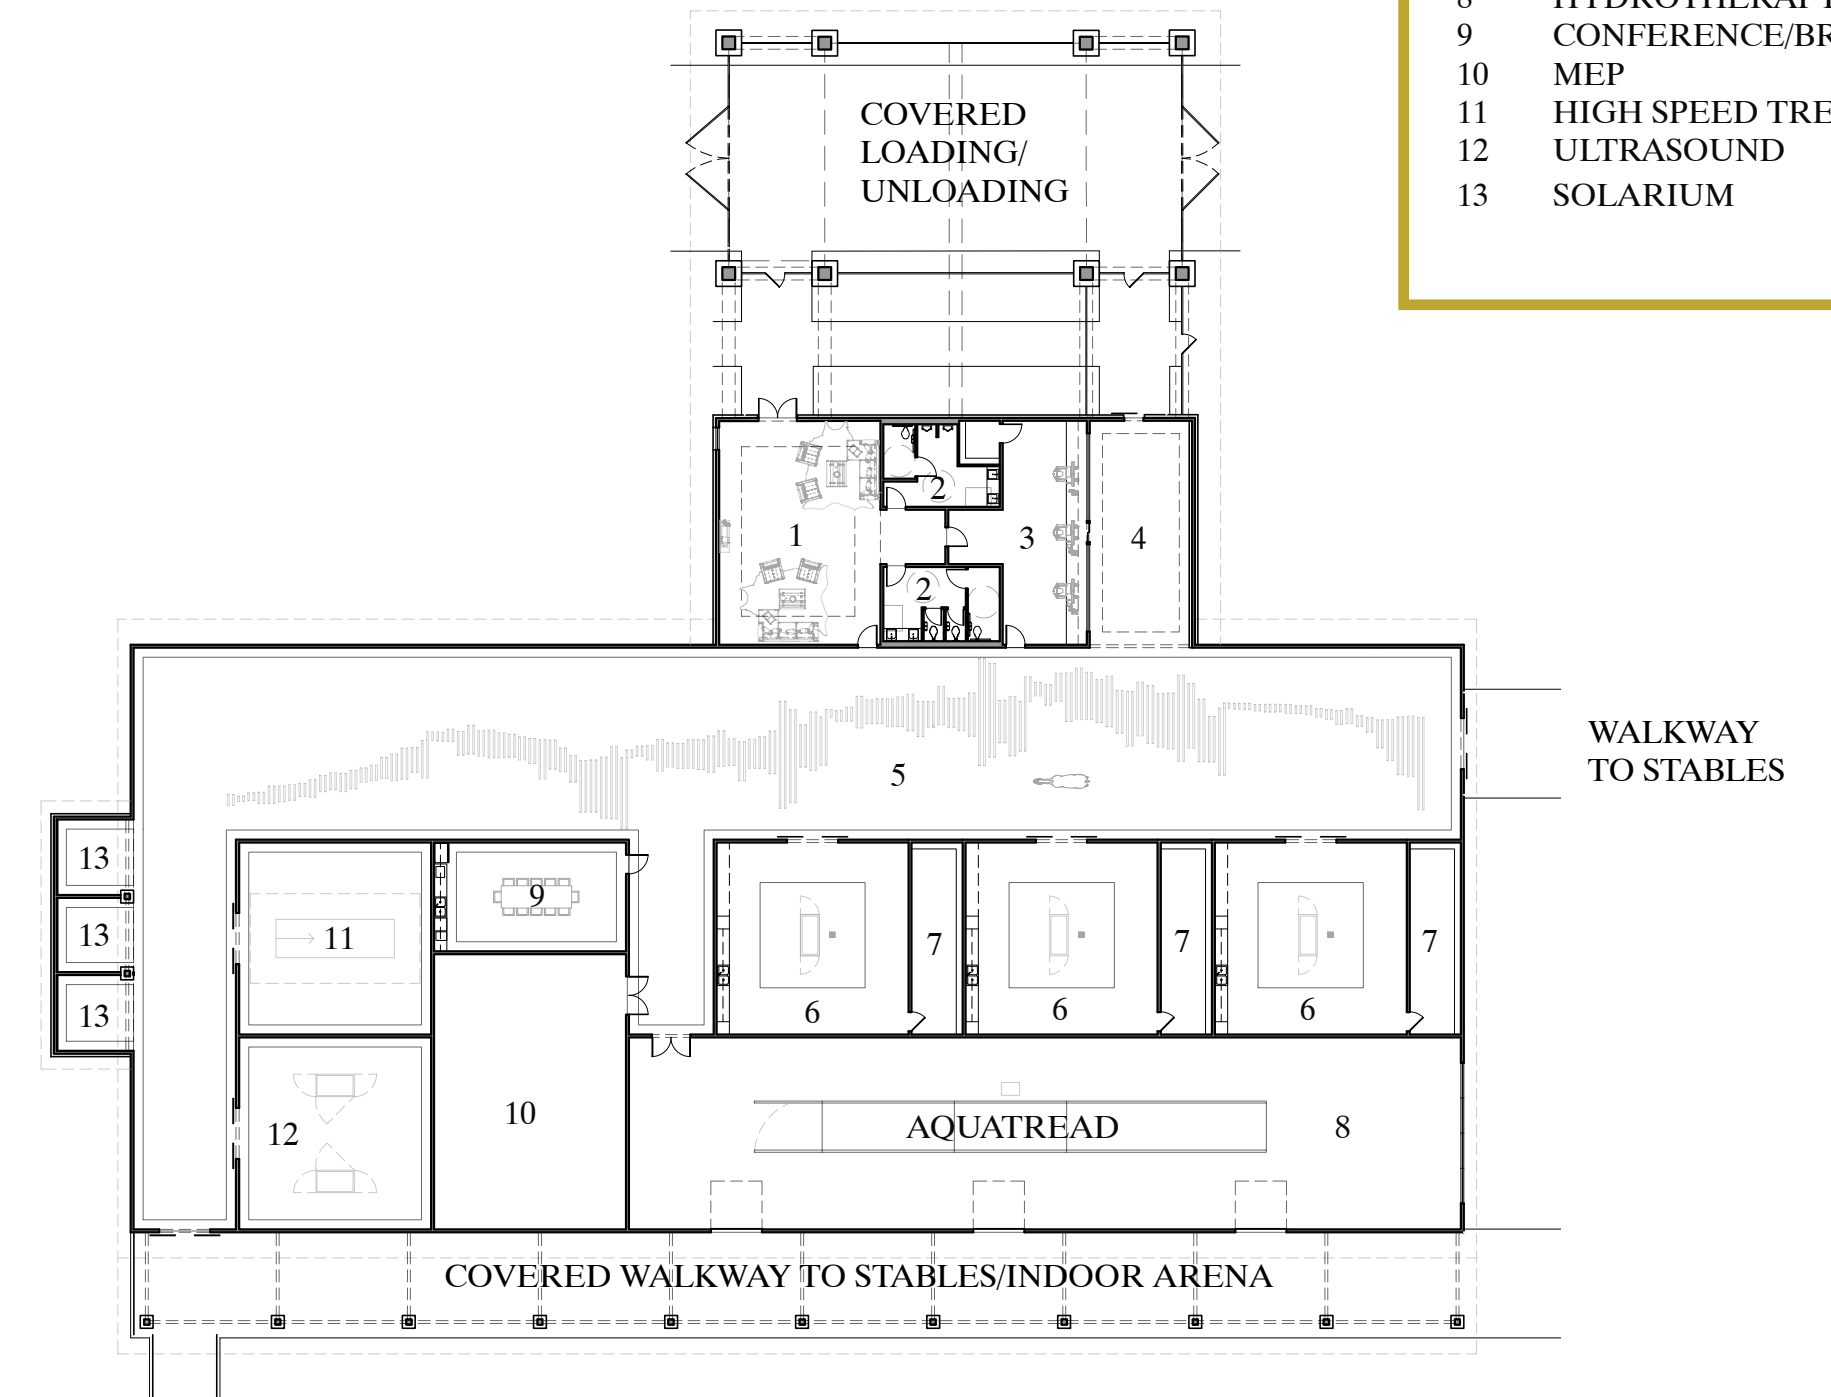 8 HYDROTHERAP
9 CONFERENCE/BR
10 MEP
11 HIGH SPEED TRE
12 ULTRASOUND
13 SOLARIUM
COVERED
LOADING/
UNLOADING
1
2
2
3
4
5
WALKWAY
TO STABLES
13
13
13
11
9
6
7
6
7
6
7
12
10
AQUATREAD
8
COVERED WALKWAY TO STABLES/INDOOR ARENA